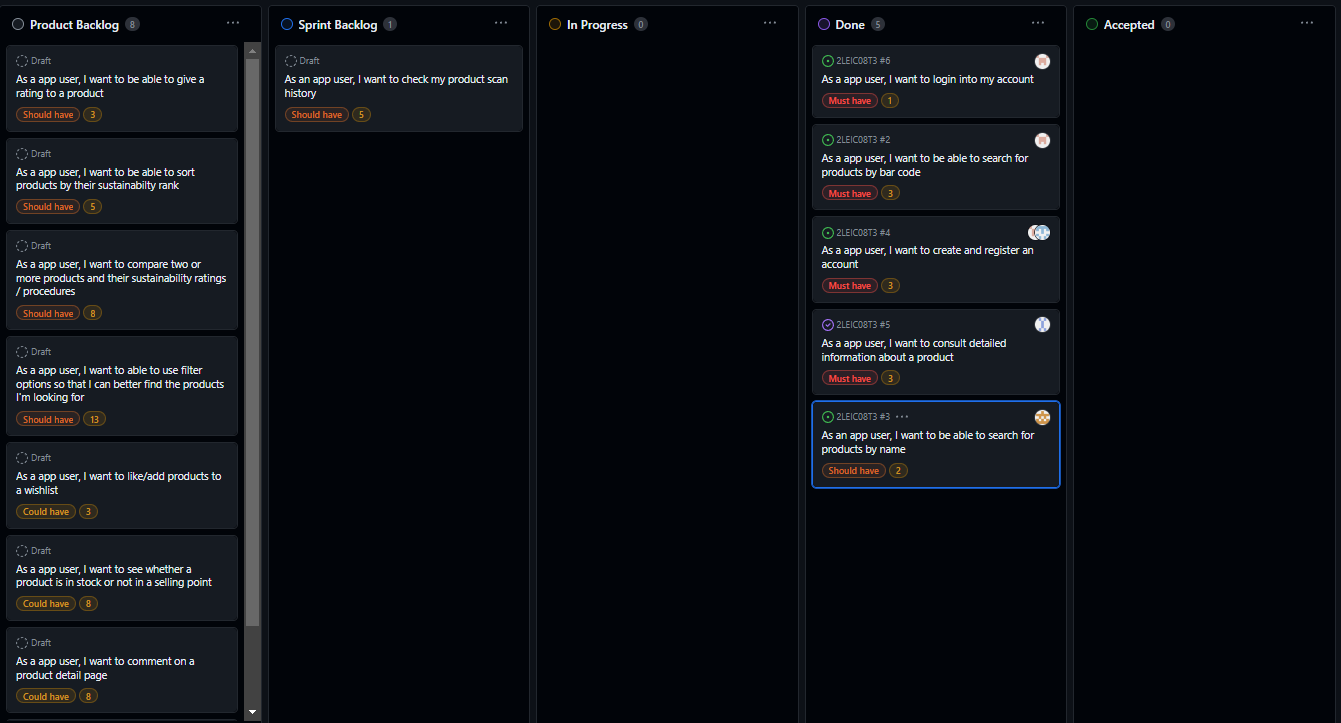 Product Backlog 8 ...
Draft
As a app user, I want to be able to give a
rating to a product
Should have 3
Draft
As a app user, I want to be able to sort
products by their sustainabilty rank
Should have 5
Draft
As a app user, I want to compare two or
more products and their sustainability ratings
/ procedures
Should have 8
Draft
As a app user, I want to able to use filter
options so that I can better find the products
I'm looking for
Should have 13
Draft
As a app user, I want to like/add products to
a wishlist
Could have 3
Draft
As a app user, I want to see whether a
product is in stock or not in a selling point
Could have 8
Draft
As a app user, I want to comment on a
product detail page
Could have 8
Sprint Backlog 1 ...
Draft
As an app user, I want to check my product scan
history
Should have 5
In Progress 0 ...
Done 5 ...
2LEIC08T3 #6
As a app user, I want to login into my account
Must have 1
2LEIC08T3 #2
As a app user, I want to be able to search for
products by bar code
Must have 3
2LEIC08T3 #4
As a app user, I want to create and register an
account
Must have 3
2LEIC08T3 #5
As a app user, I want to consult detailed
information about a product
Must have 3
2LEIC08T3 #3 ...
As an app user, I want to be able to search for
products by name
Should have 2
Accepted 0 ...